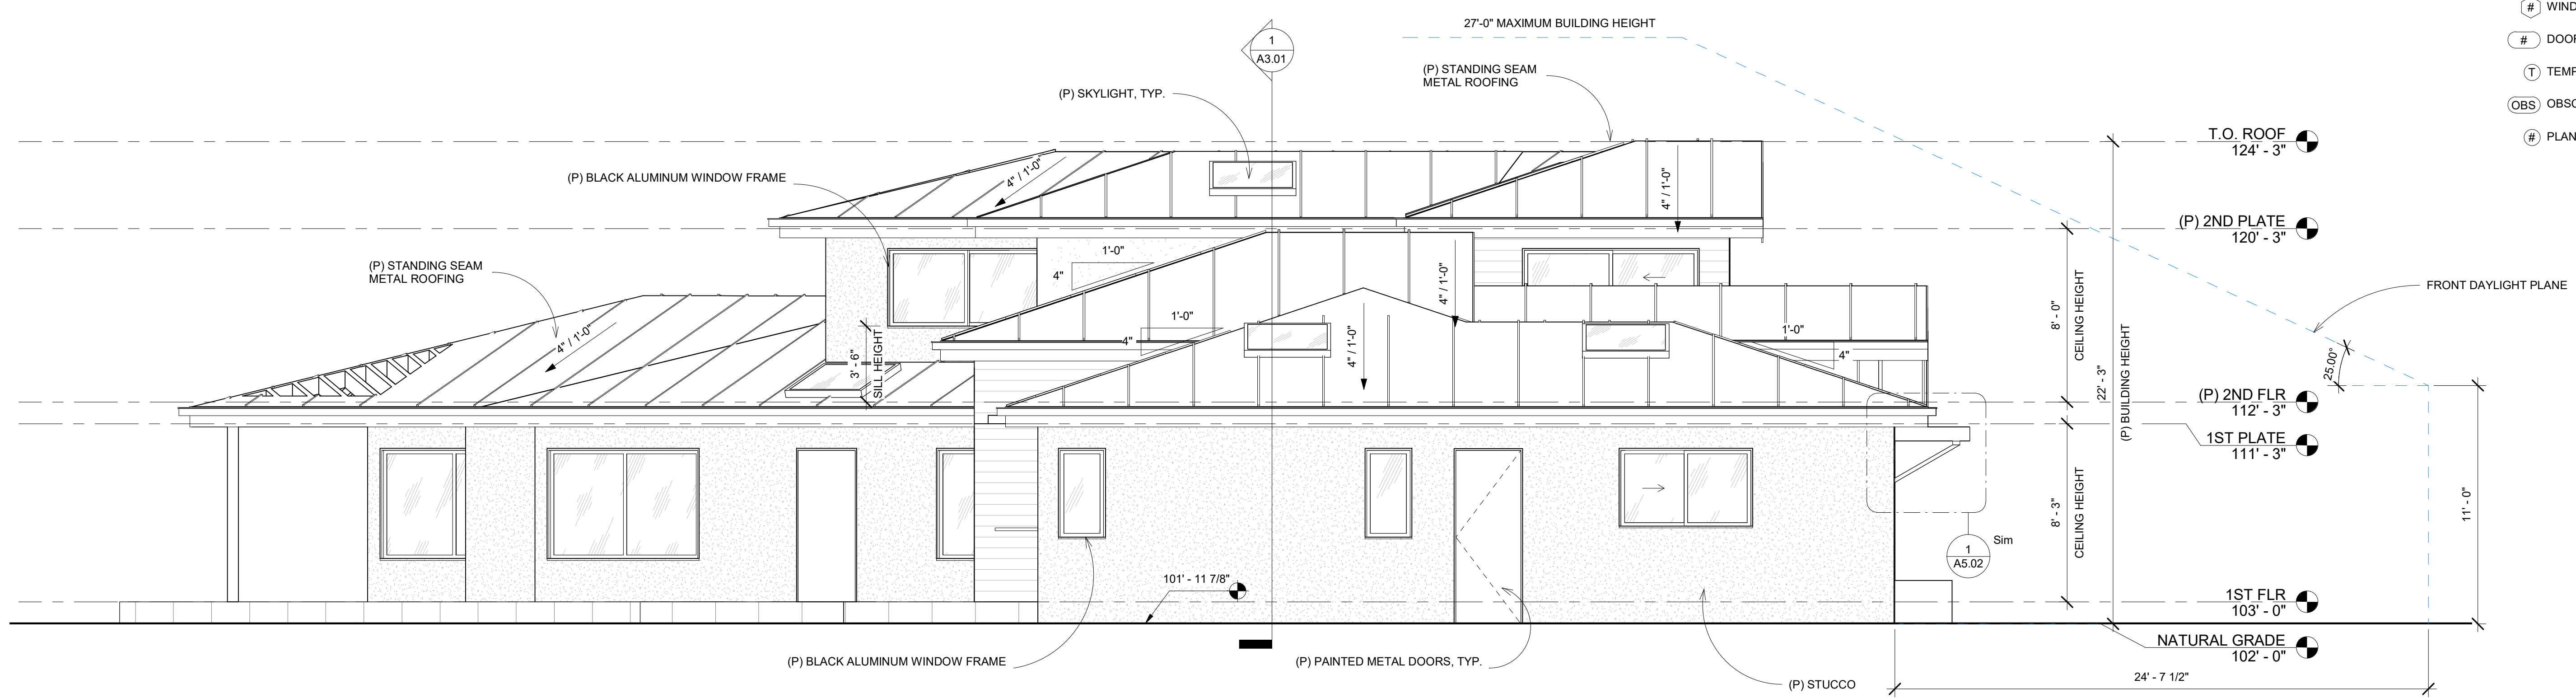 27'-0" MAXIMUM BUILDING HEIGHT
1
A3.01
(P) SKYLIGHT, TYP.
(P) STANDING SEAM
METAL ROOFING
# WIND
# DOOR
T TEMP
OBS OBSC
# PLAN
(P) BLACK ALUMINUM WINDOW FRAME
4" / 1'-0"
4" / 1'-0"
T.O. ROOF
124' - 3"
(P) 2ND PLATE
120' - 3"
(P) STANDING SEAM
METAL ROOFING
1'-0"
4"
4" / 1'-0"
4" / 1'-0"
3' - 6"
SILL HEIGHT
1'-0"
4"
4" / 1'-0"
1'-0"
4"
8' - 0"
CEILING HEIGHT
22' - 3"
(P) BUILDING HEIGHT
FRONT DAYLIGHT PLANE
25.00°
(P) 2ND FLR
112' - 3"
1ST PLATE
111' - 3"
8' - 3"
CEILING HEIGHT
11' - 0"
1
A5.02
Sim
101' - 11 7/8"
1ST FLR
103' - 0"
NATURAL GRADE
102' - 0"
(P) BLACK ALUMINUM WINDOW FRAME
(P) PAINTED METAL DOORS, TYP.
(P) STUCCO
24' - 7 1/2"